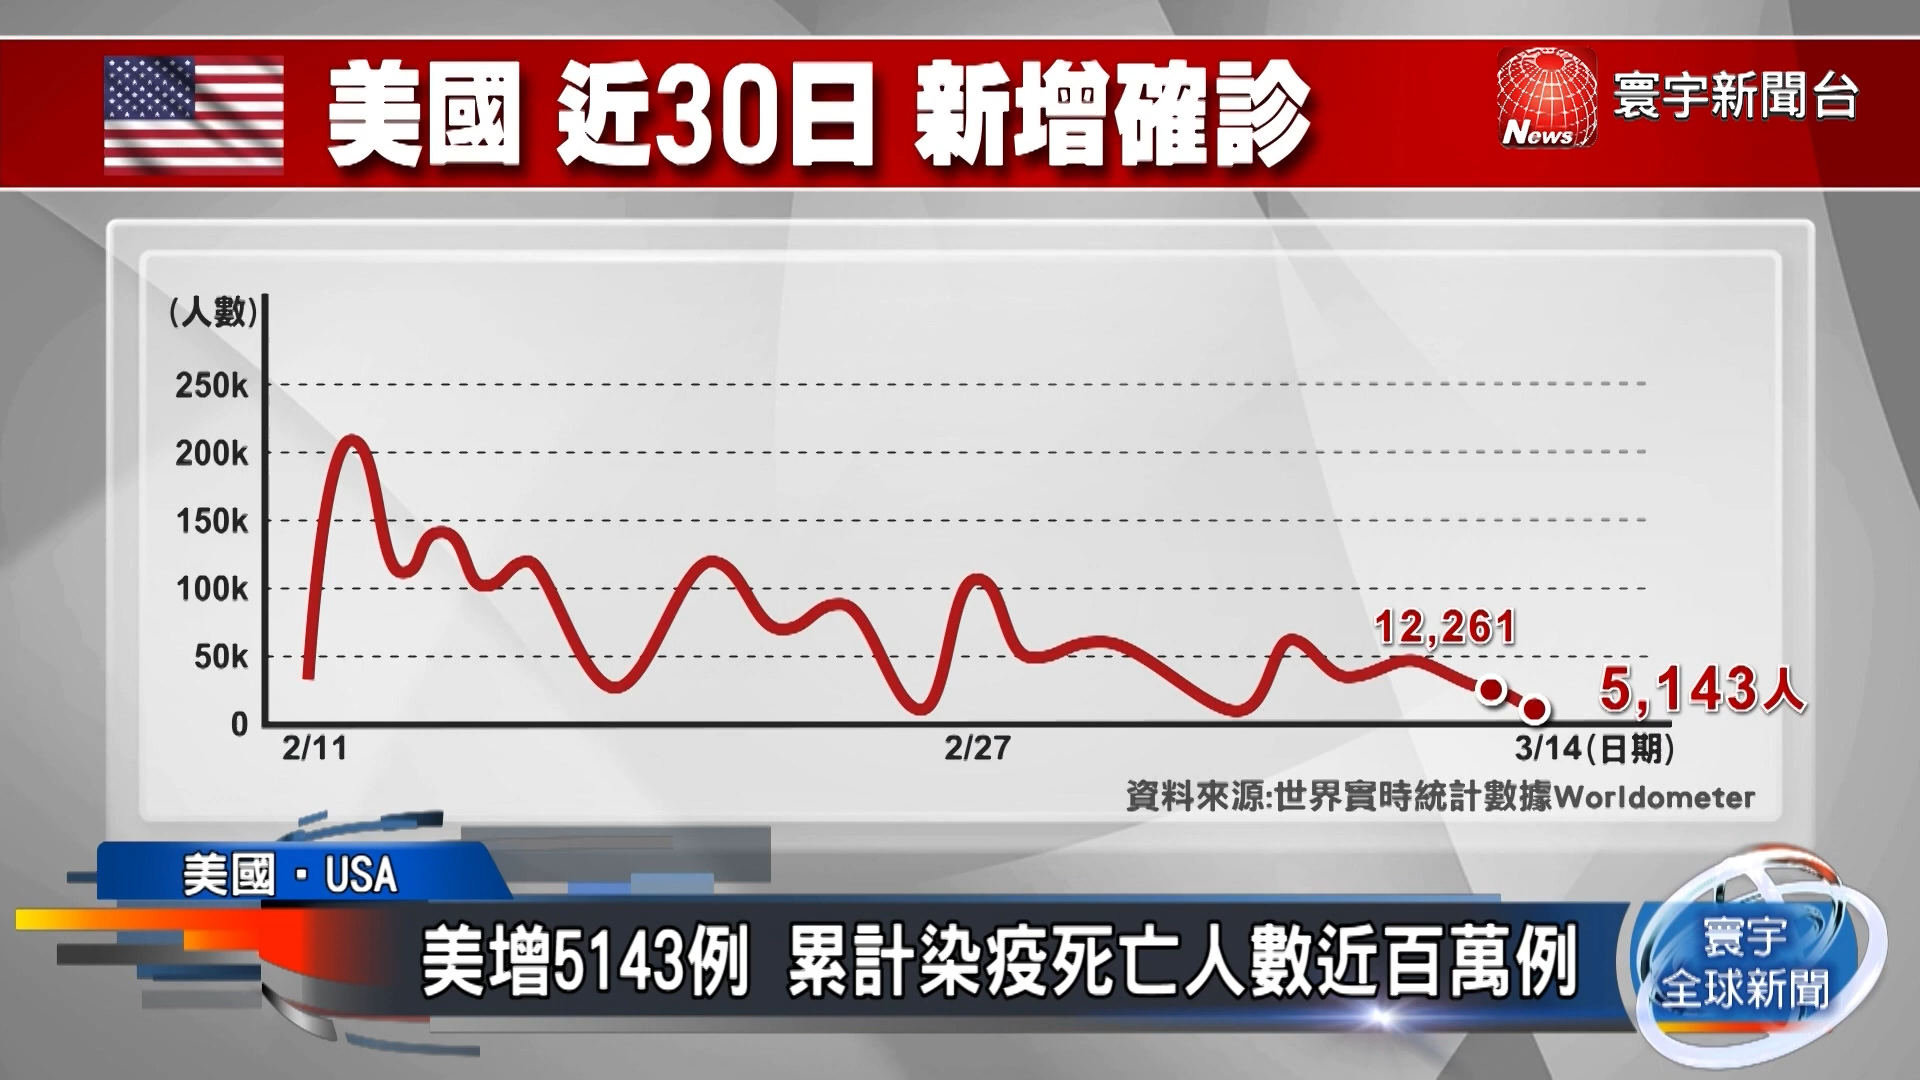 美國 近30日 新增確診
News
寰宇新聞台
(人數)
250k
200k
150k
100k
50k
0
12,261
5,143人
2/11
2/27
3/14(日期)
資料來源:世界實時統計數據Worldometer
美國・USA
美增5143例 累計染疫死亡人數近百萬例
寰宇
全球新聞